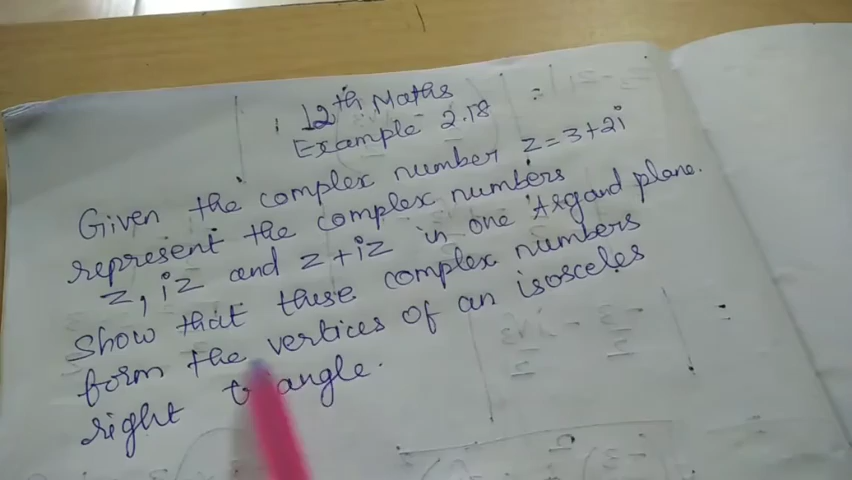 12th Maths
Example 2.18
Given the complex number z = 3+2i
represent the complex numbers
z, iz and z+iz in one Argand plane.
Show that these complex numbers
form the vertices of an isosceles
right angle.